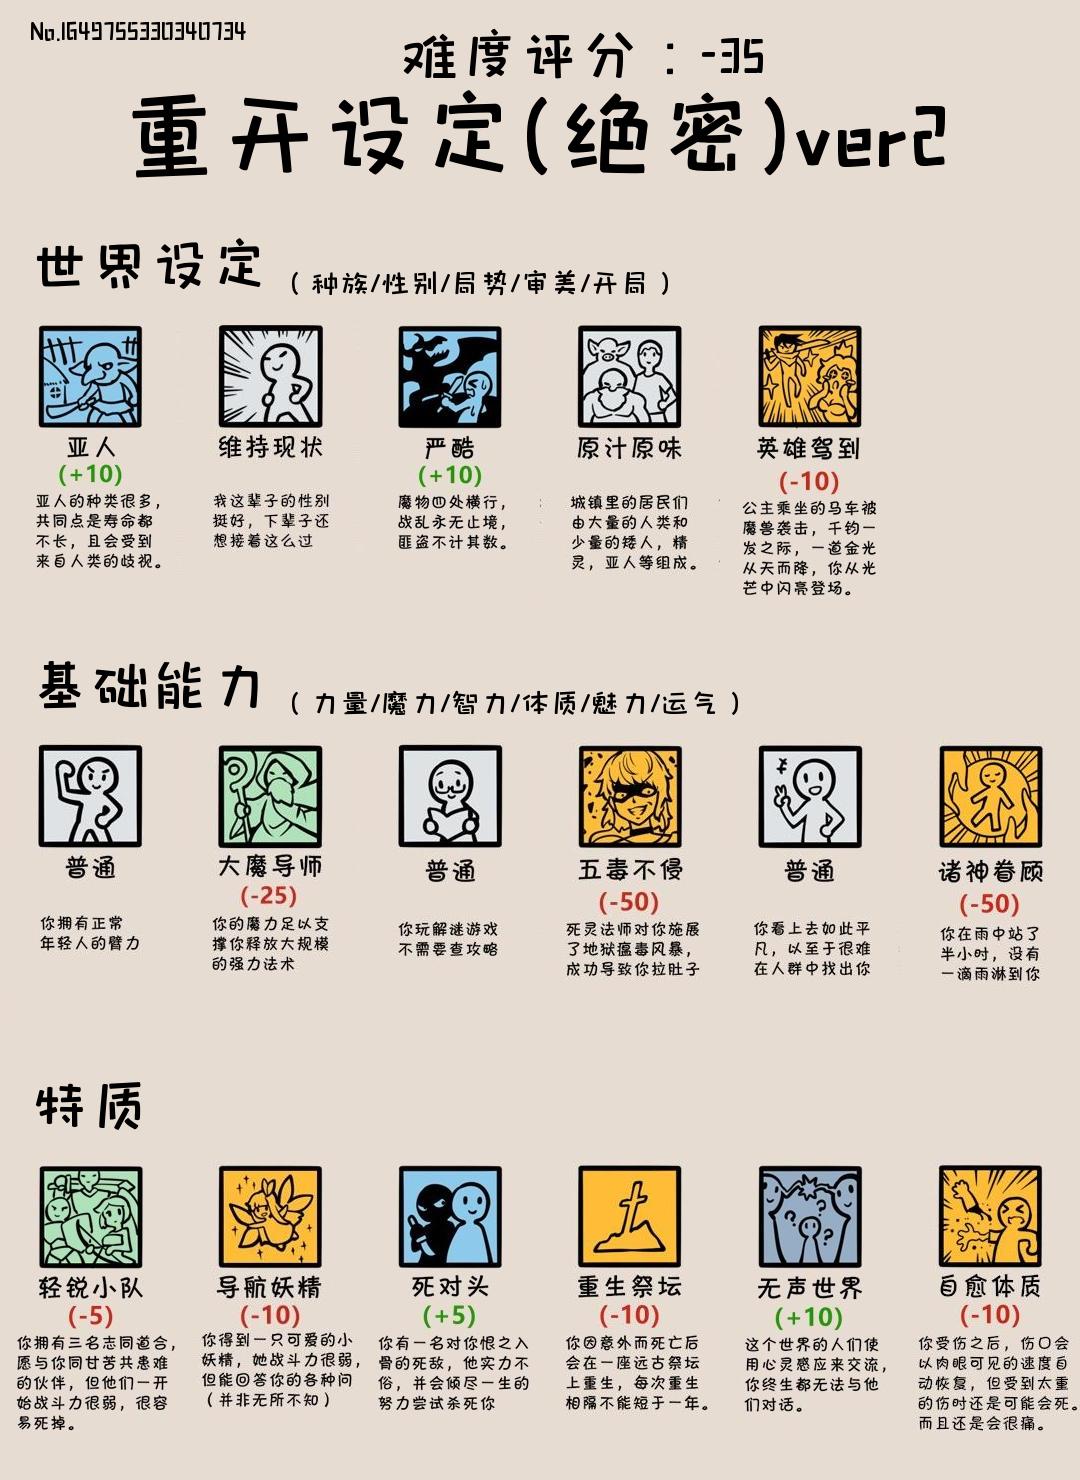 No.1649755330340734
难度评分：-35
重开设定(绝密)ver2
世界设定（种族/性别/局势/审美/开局）
亚人
(+10)
亚人的种类很多，
共同点是寿命都
不长，且会受到
来自人类的歧视。
维持现状
我这辈子的性别
挺好，下辈子还
想接着这么过
严酷
(+10)
魔物四处横行，
战乱永无止境，
匪盗不计其数。
原汁原味
城镇里的居民们
由大量的人类和
少量的矮人，精
灵，亚人等组成。
英雄驾到
(-10)
公主乘坐的马车被
魔兽袭击，千钧一
发之际，一道金光
从天而降，你从光
芒中闪亮登场。
基础能力（力量/魔力/智力/体质/魅力/运气）
普通
你拥有正常
年轻人的臂力
大魔导师
(-25)
你的魔力足以支
撑你释放大规模
的强力法术
普通
你玩解谜游戏
不需要查攻略
五毒不侵
(-50)
死灵法师对你施展
了地狱瘟毒风暴，
成功导致你拉肚子
普通
你看上去如此平
凡，以至于很难
在人群中找出你
诸神眷顾
(-50)
你在雨中站了
半小时，没有
一滴雨淋到你
特质
轻锐小队
(-5)
你拥有三名志同道合，
愿与你同甘苦共患难
的伙伴，但他们一开
始战斗力很弱，很容
易死掉。
导航妖精
(-10)
你得到一只可爱的小
妖精，她战斗力很弱，
但能回答你的各种问
（并非无所不知）
死对头
(+5)
你有一名对你恨之入
骨的死敌，他实力不
俗，并会倾尽一生的
努力尝试杀死你
重生祭坛
(-10)
你因意外而死亡后
会在一座远古祭坛
上重生，每次重生
相隔不能短于一年。
无声世界
(+10)
这个世界的人们使
用心灵感应来交流，
你终生都无法与他
们对话。
自愈体质
(-10)
你受伤之后，伤口会
以肉眼可见的速度自
动恢复，但受到太重
的伤时还是可能会死。
而且还是会很痛。